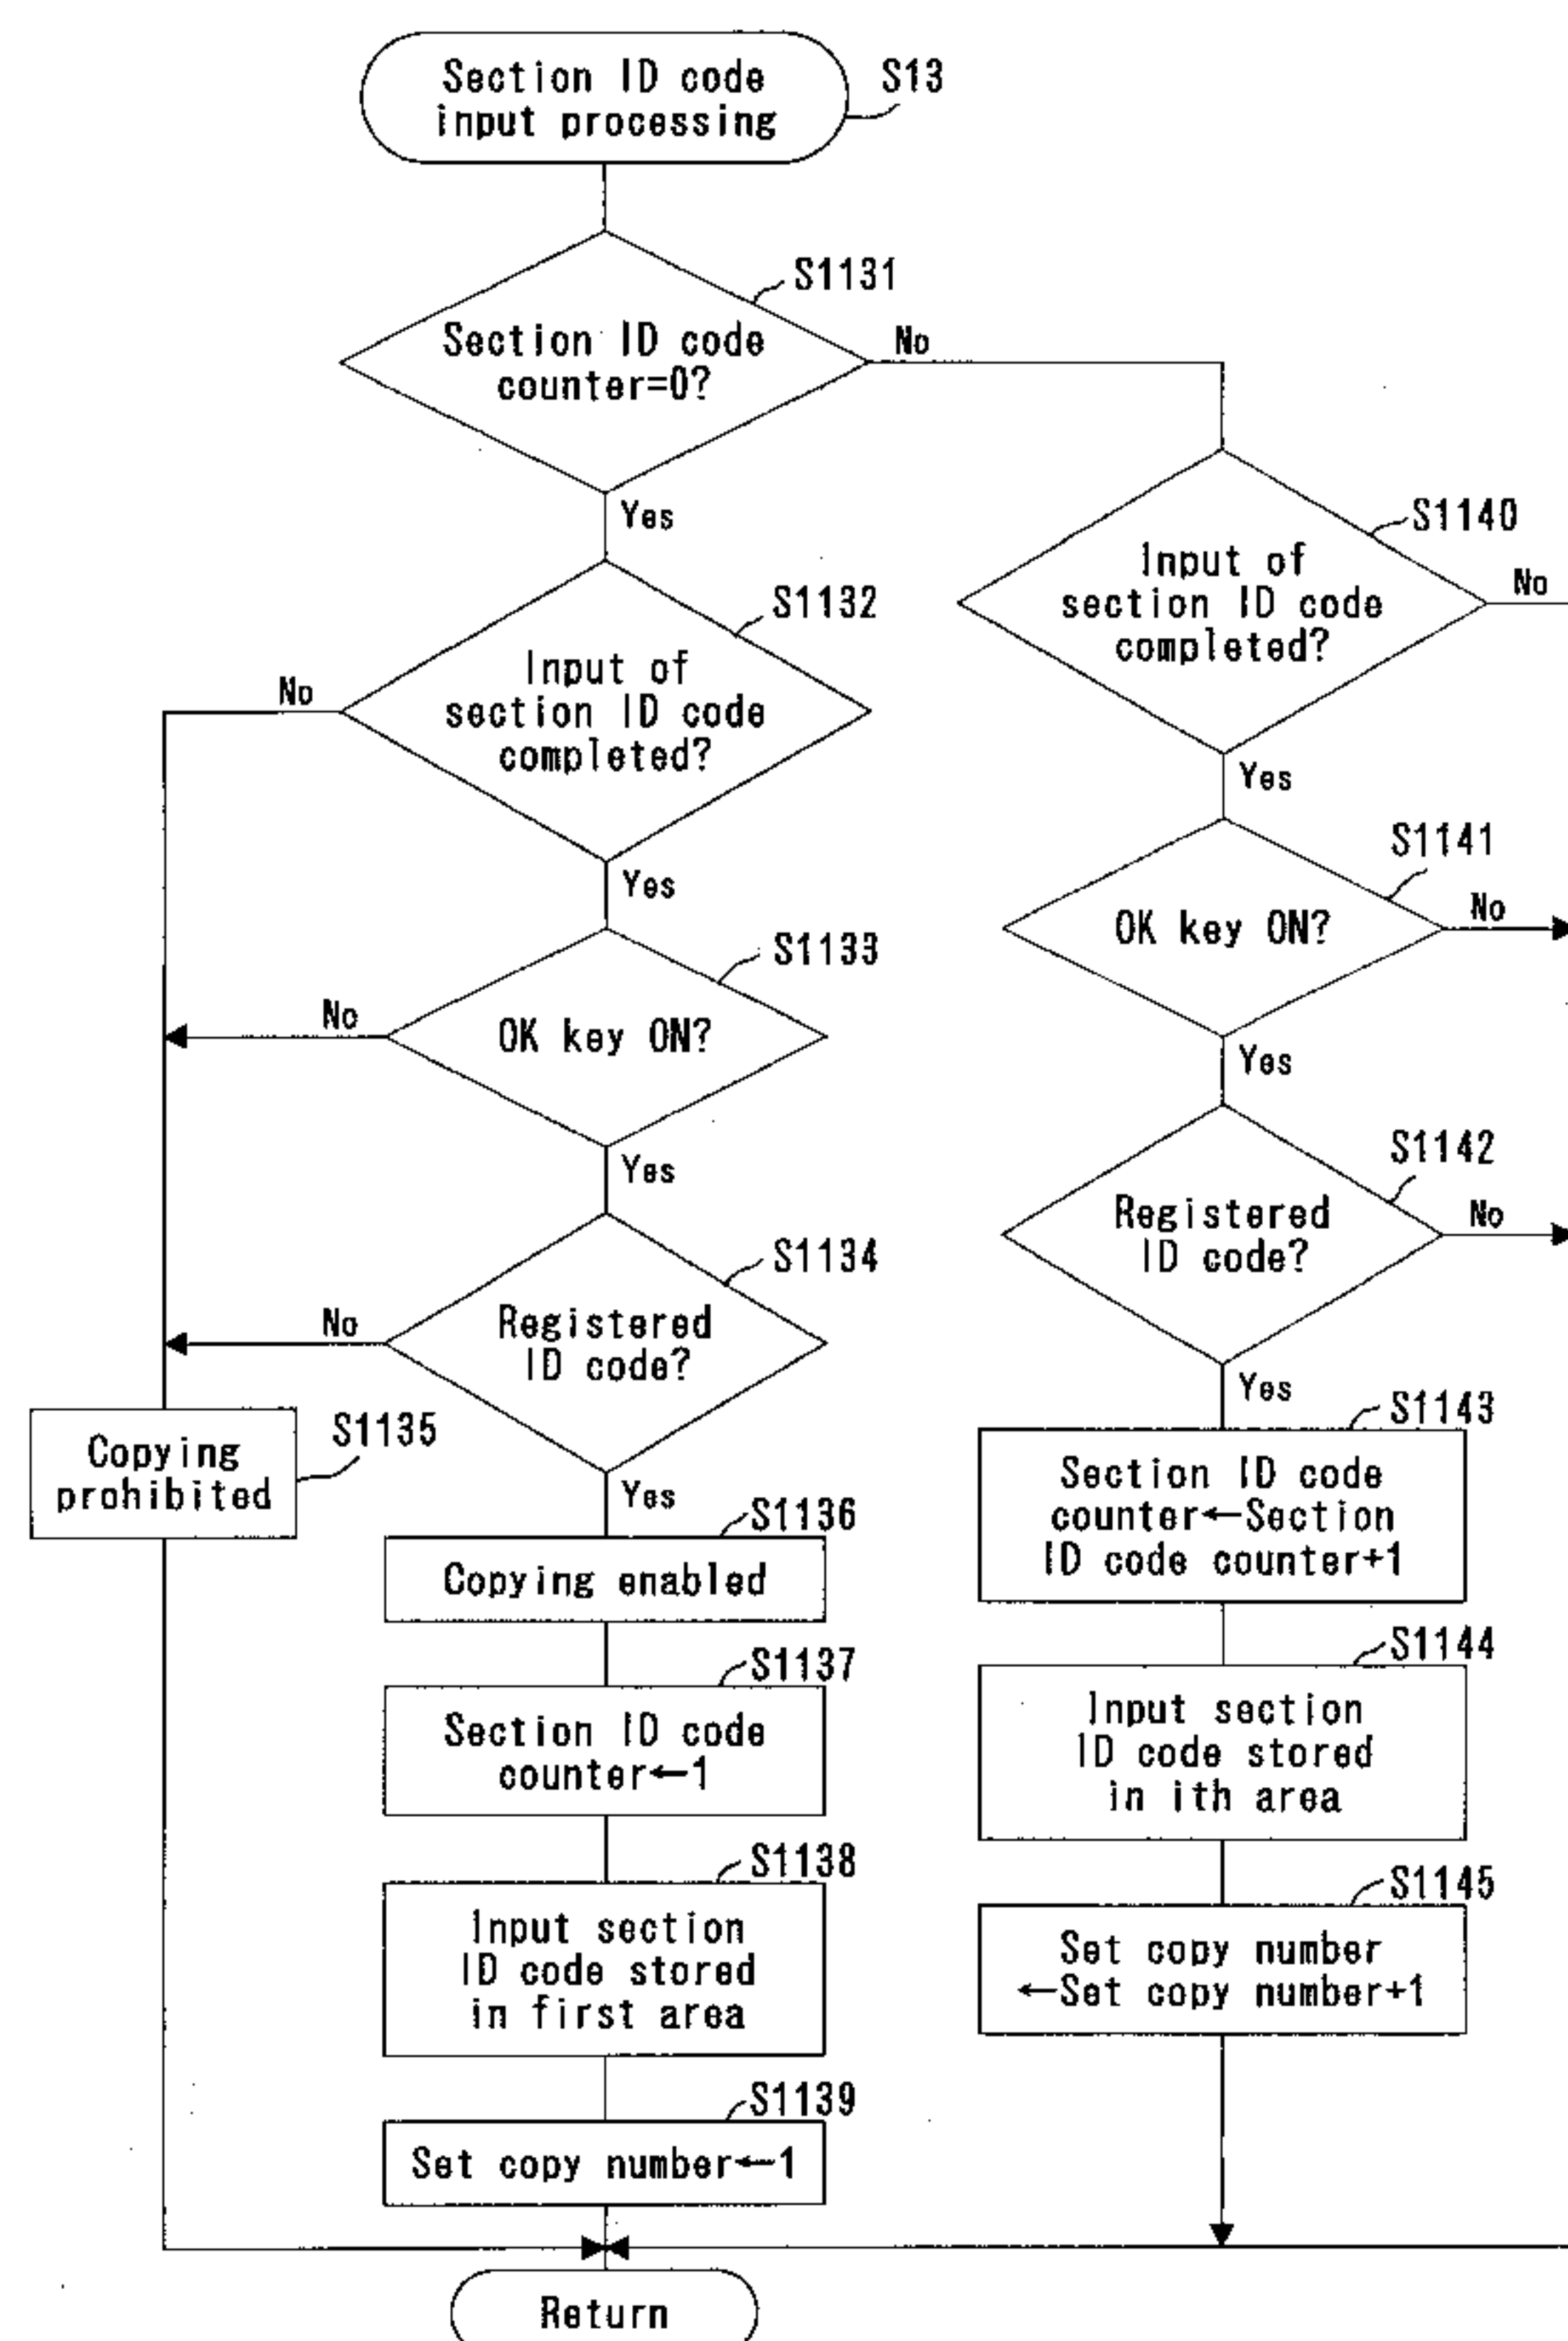 Section ID code
input processing
S13
S1131
Section ID code
counter=0?
No
Yes
S1132
Input of
section ID code
completed?
No
Yes
S1133
OK key ON?
No
Yes
S1134
Registered
ID code?
No
Yes
S1135
Copying
prohibited
S1136
Copying enabled
S1137
Section ID code
counter←1
S1138
Input section
ID code stored
in first area
S1139
Set copy number←1
S1140
Input of
section ID code
completed?
No
Yes
S1141
OK key ON?
No
Yes
S1142
Registered
ID code?
No
Yes
S1143
Section ID code
counter←Section
ID code counter+1
S1144
Input section
ID code stored
in ith area
S1145
Set copy number
←Set copy number+1
Return